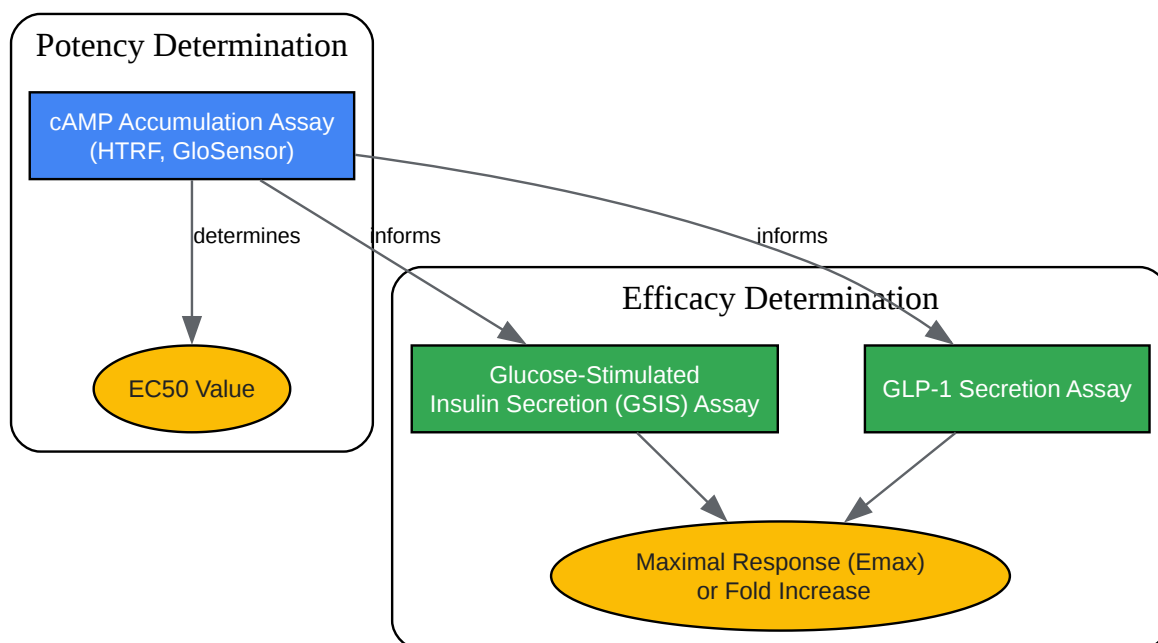 Potency Determination
cAMP Accumulation Assay
(HTRF, GloSensor)
determines
informs
informs
EC50 Value
Efficacy Determination
Glucose-Stimulated
Insulin Secretion (GSIS) Assay
GLP-1 Secretion Assay
Maximal Response (Emax)
or Fold Increase